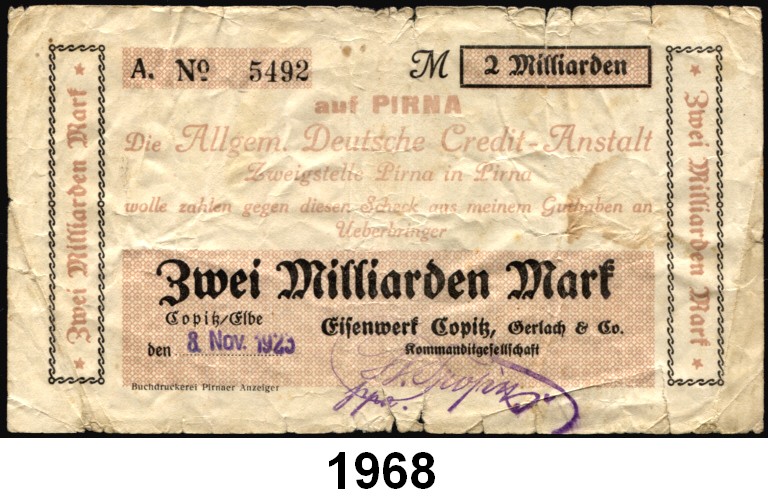 A. Nº 5492 M 2 Milliarden
auf PIRNA
Die Allgem. Deutsche Credit-Anstalt
Zweigstelle Pirna in Pirna
wolle zahlen gegen diesen Scheck aus meinem Guthaben an
Ueberbringer
Zwei Milliarden Mark
Copitz/Elbe
den 8. Nov. 1923
Eisenwerk Copitz, Gerlach & Co.
Kommanditgesellschaft
Buchdruckerei Pirnaer Anzeiger
ppa.
Zwei Milliarden Mark
Zwei Milliarden Mark
1968